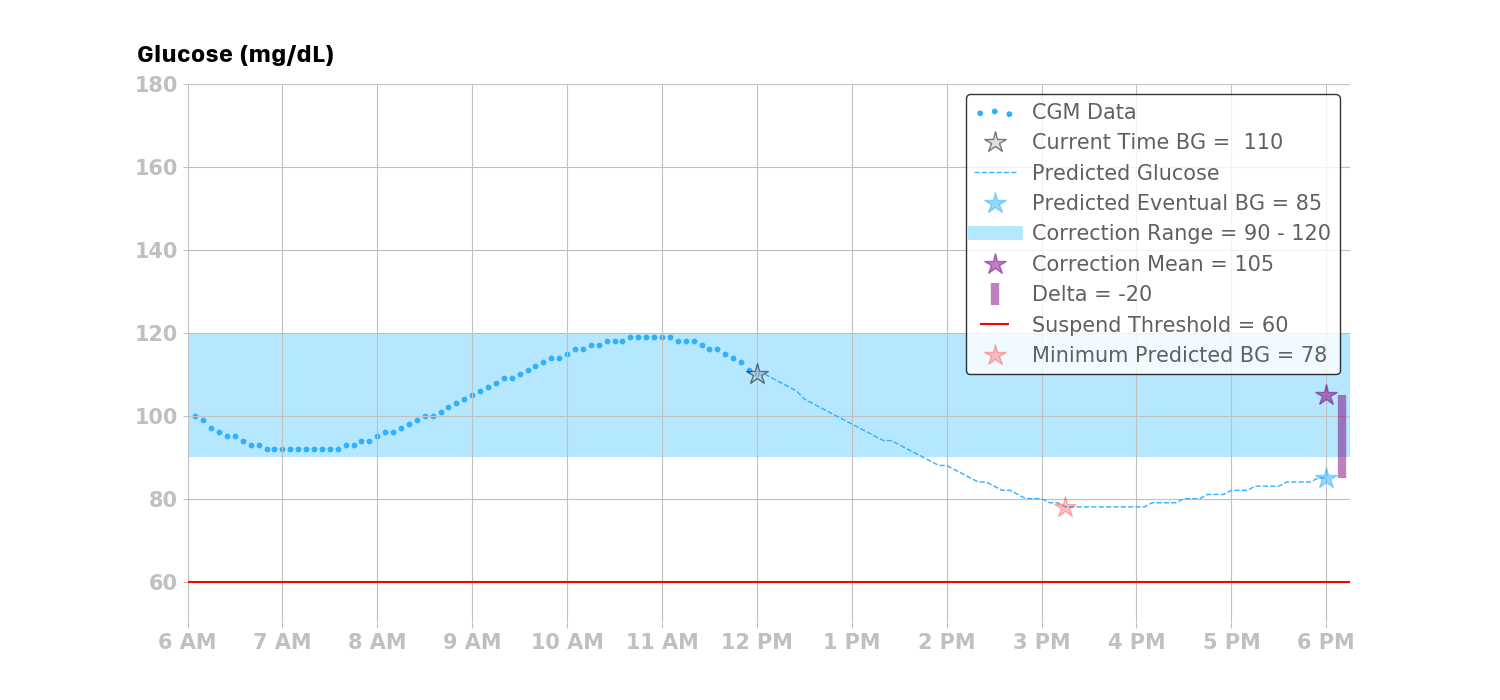 Glucose (mg/dL)
180
160
140
120
100
80
60
6 AM 7 AM 8 AM 9 AM 10 AM 11 AM 12 PM 1 PM 2 PM 3 PM 4 PM 5 PM 6 PM
CGM Data
Current Time BG =  110
Predicted Glucose
Predicted Eventual BG = 85
Correction Range = 90 - 120
Correction Mean = 105
Delta = -20
Suspend Threshold = 60
Minimum Predicted BG = 78